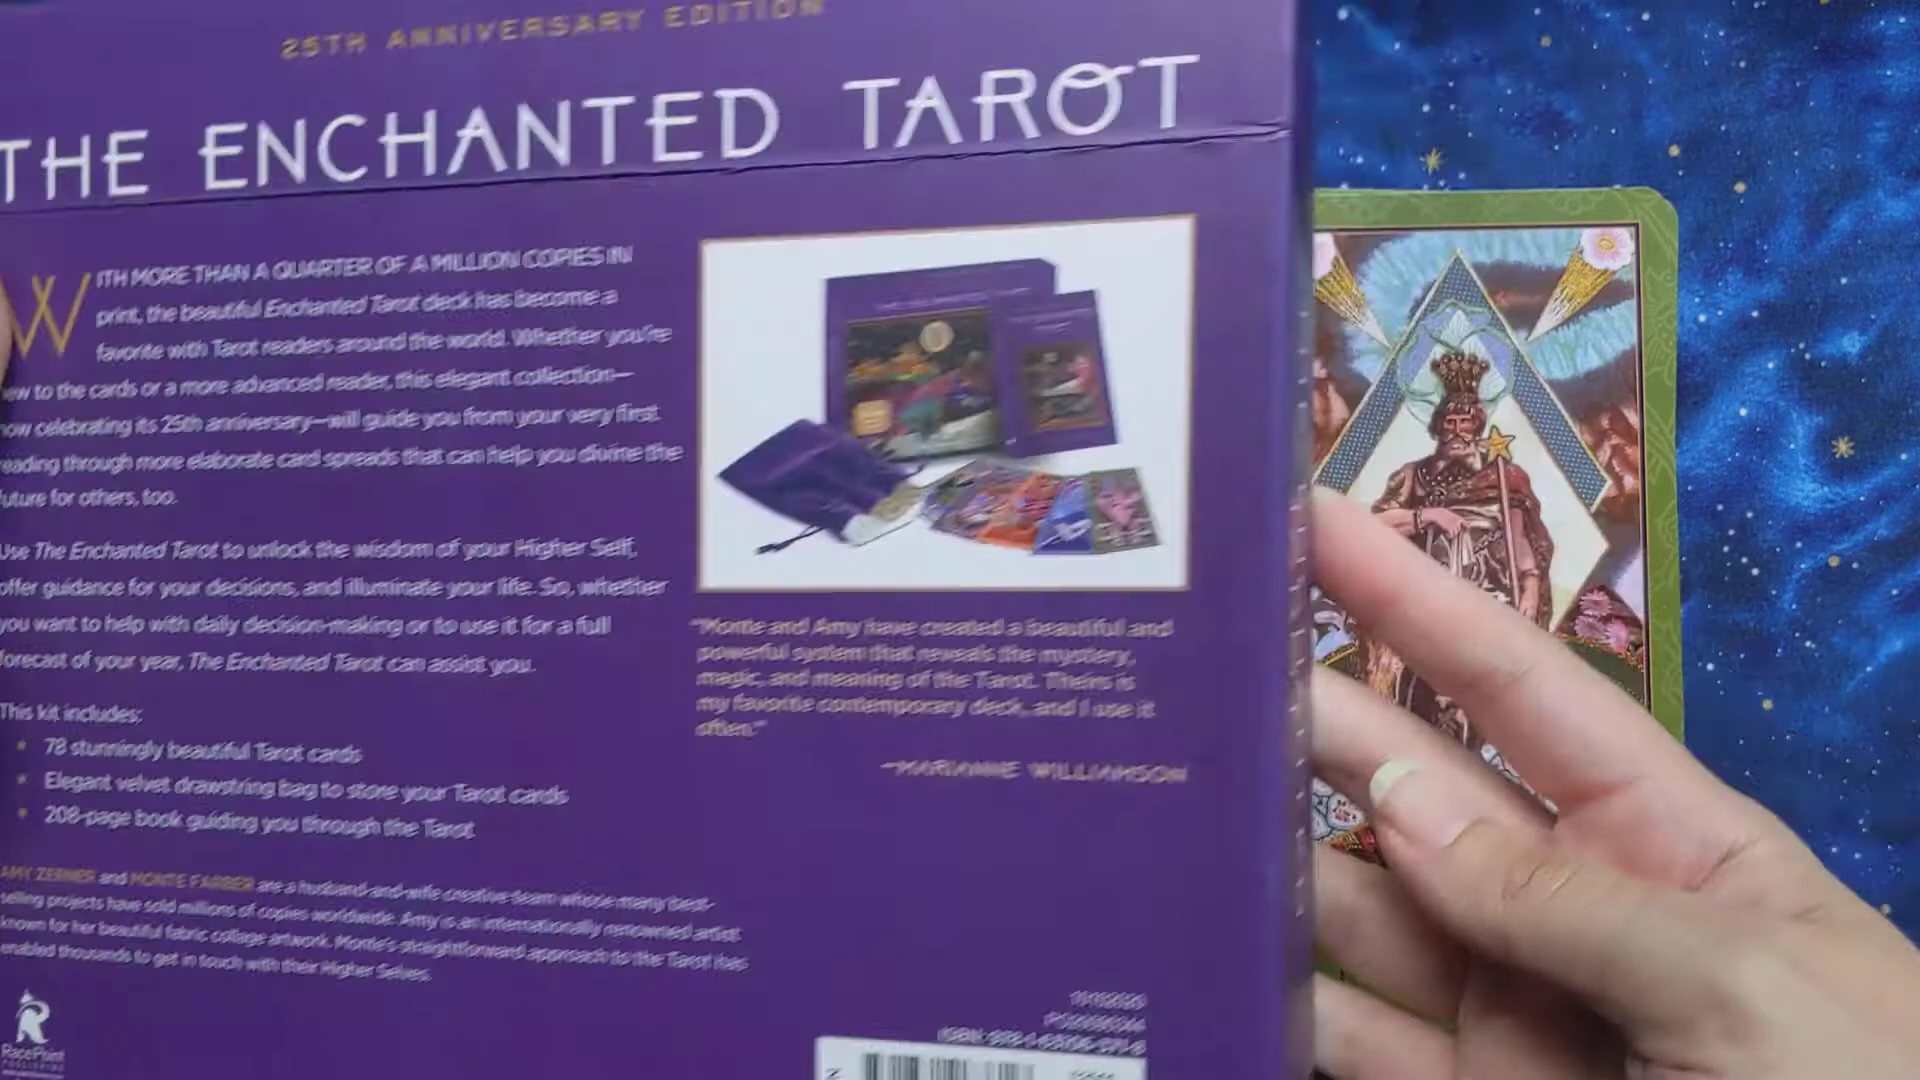 25TH ANNIVERSARY EDITION
THE ENCHANTED TAROT
WITH MORE THAN A QUARTER OF A MILLION COPIES IN
print, the beautiful Enchanted Tarot deck has become a
favorite with Tarot readers around the world. Whether you're
ew to the cards or a more advanced reader, this elegant collection—
ow celebrating its 25th anniversary—will guide you from your very first
eading through more elaborate card spreads that can help you divine the
uture for others, too.
Use The Enchanted Tarot to unlock the wisdom of your Higher Self,
offer guidance for your decisions, and illuminate your life. So, whether
you want to help with daily decision-making or to use it for a full
forecast of your year, The Enchanted Tarot can assist you.
This kit includes:
• 78 stunningly beautiful Tarot cards
• Elegant velvet drawstring bag to store your Tarot cards
• 208-page book guiding you through the Tarot
"Monte and Amy have created a beautiful and
powerful system that reveals the mystery,
magic, and meaning of the Tarot. Theirs is
my favorite contemporary deck, and I use it
often."
—MARIANNE WILLIAMSON
AMY ZERNER and MONTE FARBER are a husband-and-wife creative team whose many best-
selling projects have sold millions of copies worldwide. Amy is an internationally renowned artist
known for her beautiful fabric collage artwork. Monte's straightforward approach to the Tarot has
enabled thousands to get in touch with their Higher Selves.
RacePoint
PUBLISHING